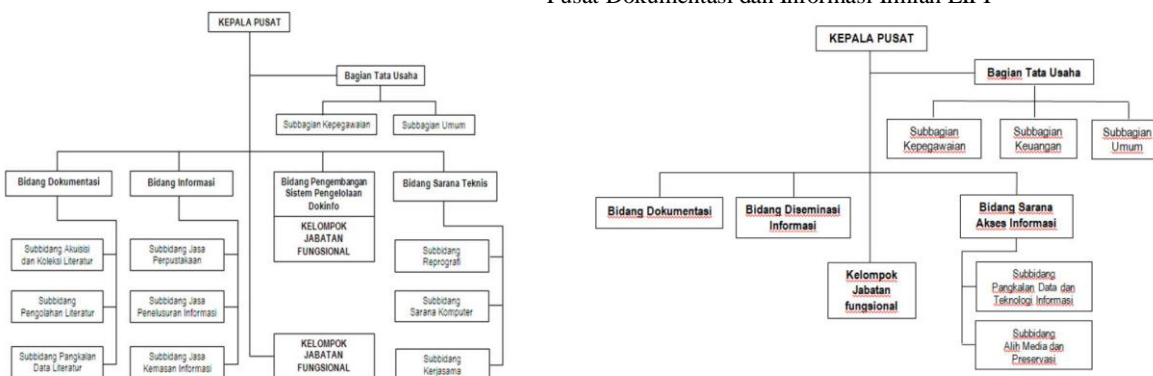 Pusat Dokumentasi dan Informasi Ilmiah LIPI
KEPALA PUSAT
Bagian Tata Usaha
Subbagian Kepegawaian
Subbagian Umum
Bidang Dokumentasi
Bidang Informasi
Bidang Pengembangan
Sistem Pengelolaan
Dokinfo
KELOMPOK
JABATAN
FUNGSIONAL
Bidang Sarana Teknis
Subbidang Akuisisi
dan Koleksi Literatur
Subbidang
Pengolahan Literatur
Subbidang Pangkalan
Data Literatur
Subbidang Jasa
Perpustakaan
Subbidang Jasa
Penelusuran Informasi
Subbidang Jasa
Kemasan Informasi
KELOMPOK
JABATAN
FUNGSIONAL
Subbidang
Reprografi
Subbidang
Sarana Komputer
Subbidang
Kerjasama
KEPALA PUSAT
Bagian Tata Usaha
Subbagian
Kepegawaian
Subbagian
Keuangan
Subbagian
Umum
Bidang Dokumentasi
Bidang Diseminasi
Informasi
Bidang Sarana
Akses Informasi
Kelompok
Jabatan
fungsional
Subbidang
Pangkalan Data dan
Teknologi Informasi
Subbidang
Alih Media dan
Preservasi